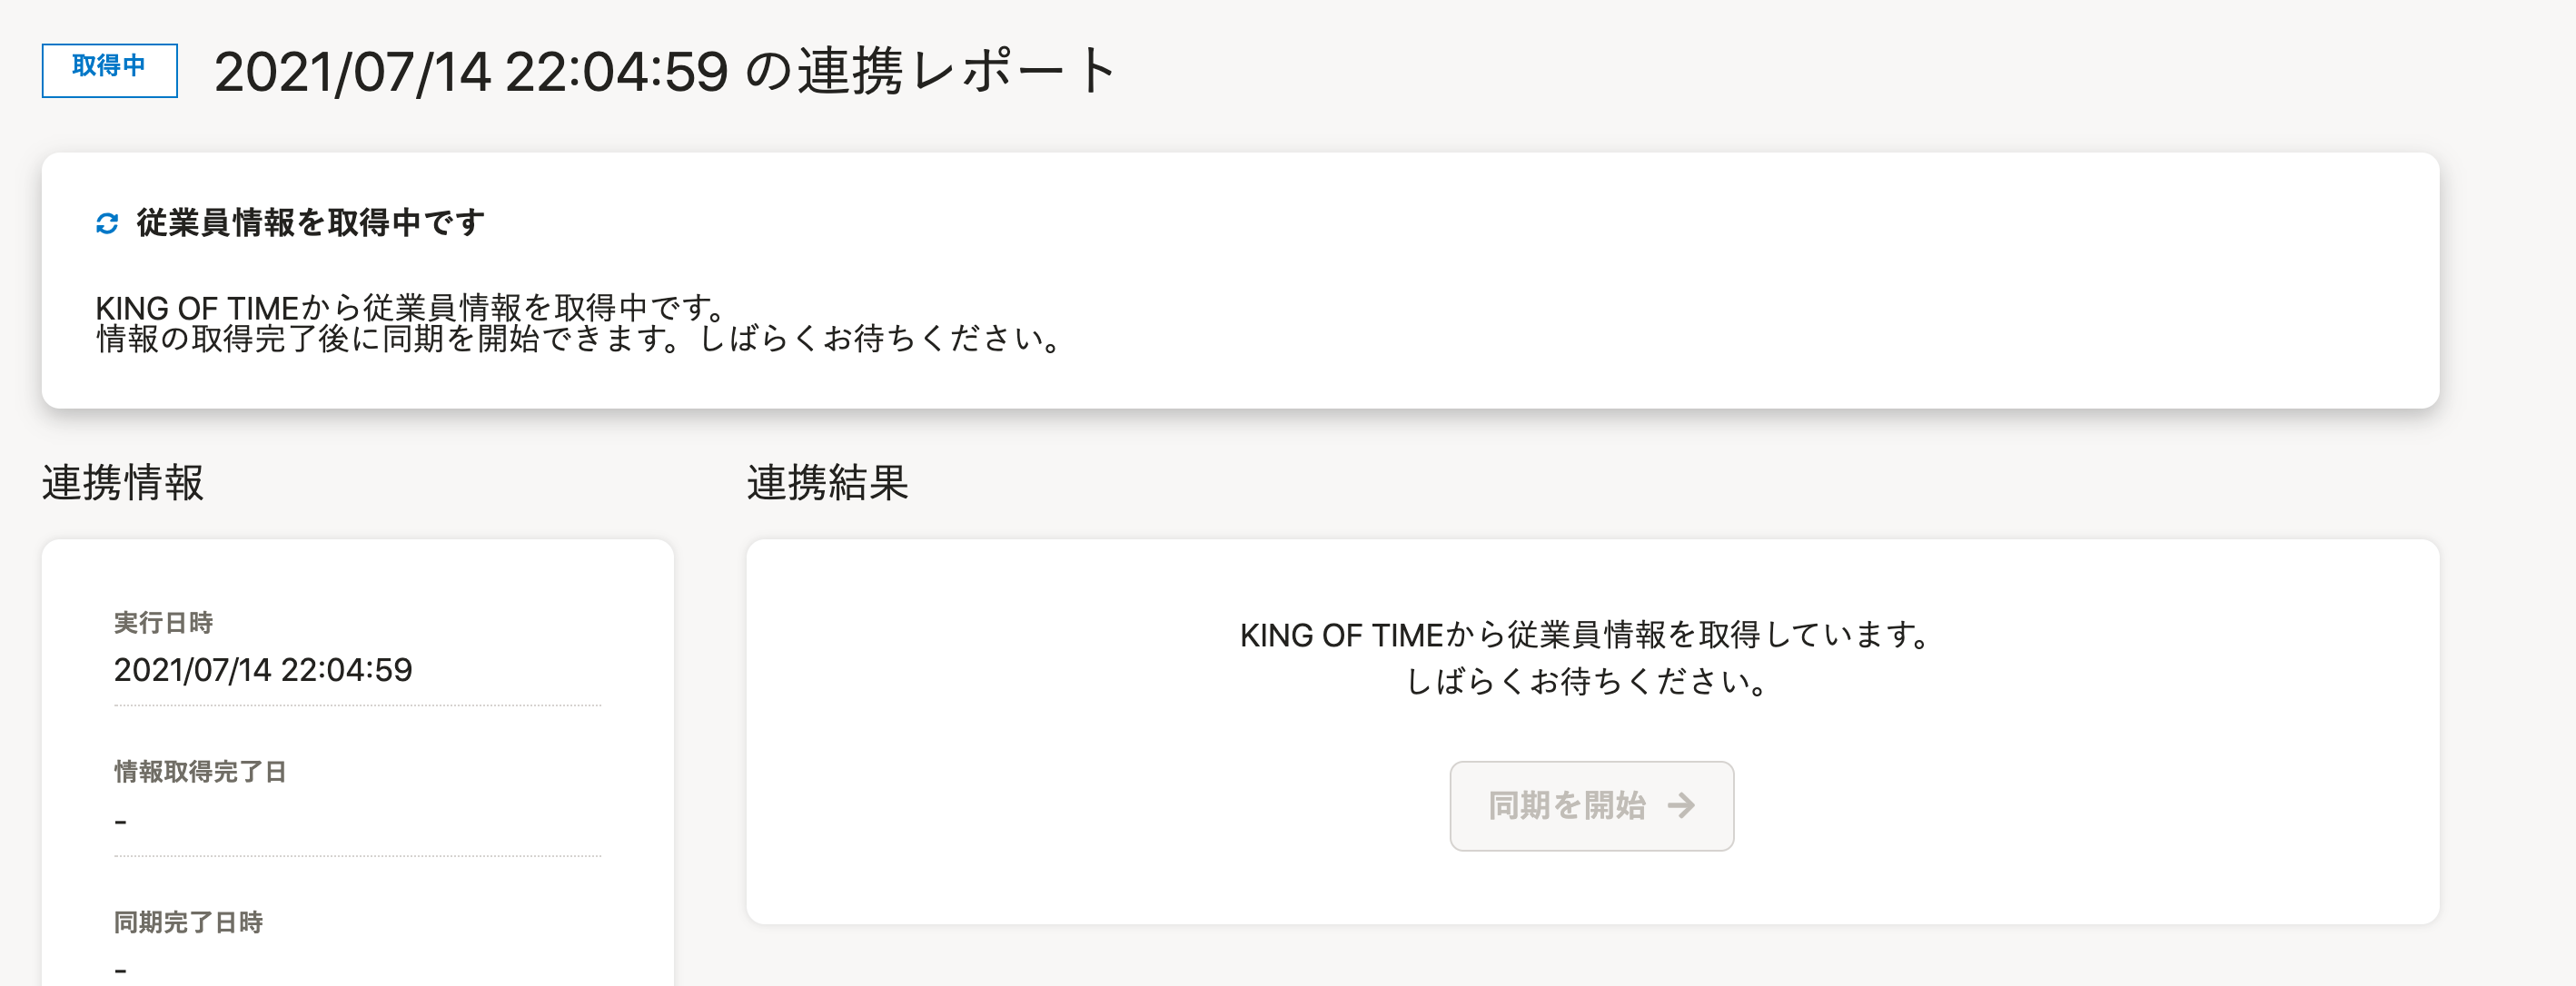 取得中
2021/07/14 22:04:59 の連携レポート
従業員情報を取得中です
KING OF TIMEから従業員情報を取得中です。
情報の取得完了後に同期を開始できます。しばらくお待ちください。
連携情報
実行日時
2021/07/14 22:04:59
情報取得完了日
-
同期完了日時
-
連携結果
KING OF TIMEから従業員情報を取得しています。
しばらくお待ちください。
同期を開始 →